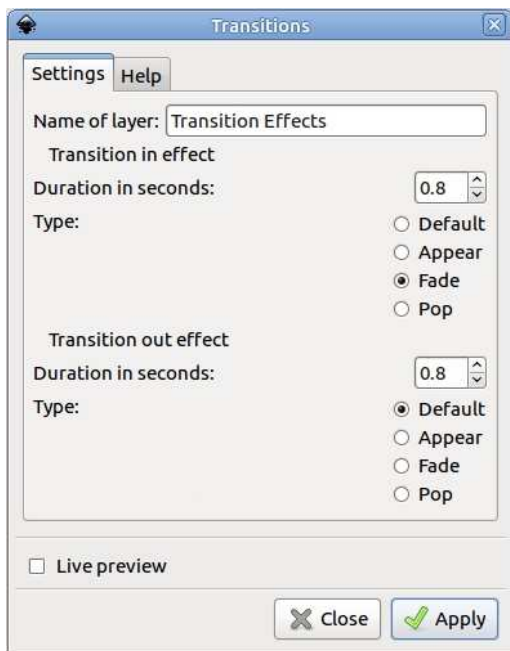 Transitions
Settings Help
Name of layer: Transition Effects
Transition in effect
Duration in seconds: 0.8
Type: Default
Appear
Fade
Pop
Transition out effect
Duration in seconds: 0.8
Type: Default
Appear
Fade
Pop
Live preview
Close Apply